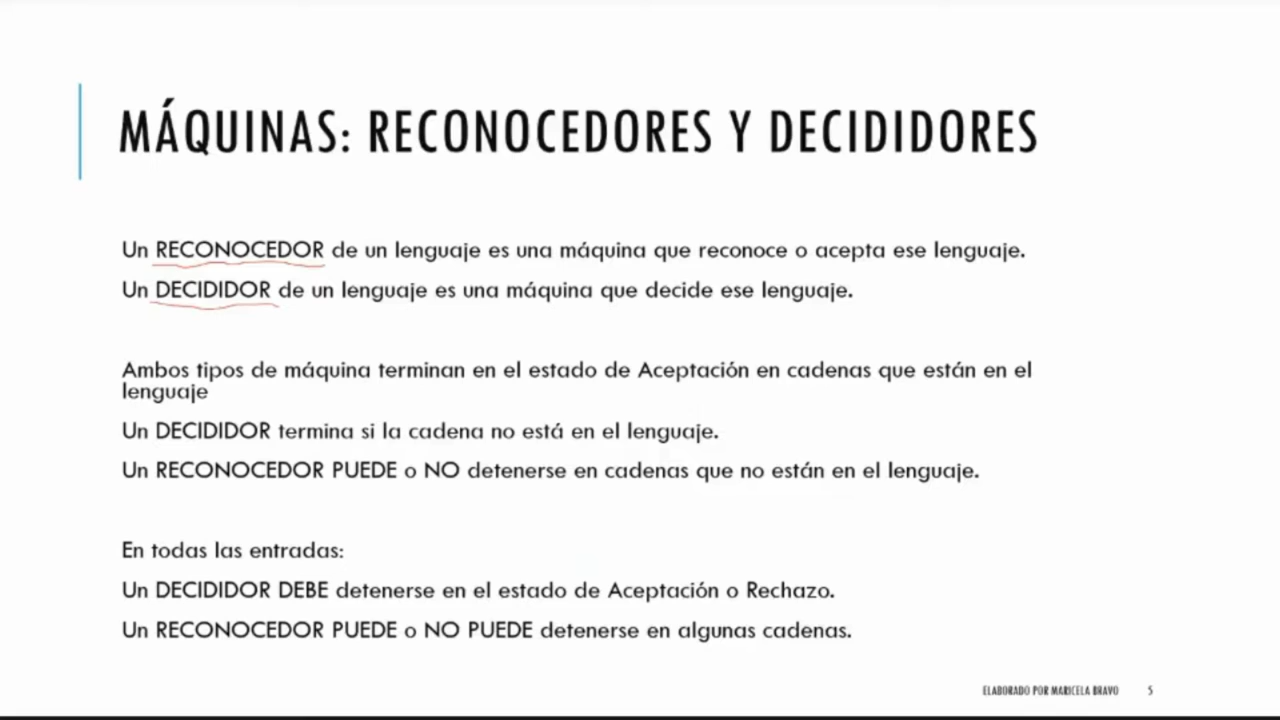 MÁQUINAS: RECONOCEDORES Y DECIDIDORES
Un RECONOCEDOR de un lenguaje es una máquina que reconoce o acepta ese lenguaje.
Un DECIDIDOR de un lenguaje es una máquina que decide ese lenguaje.
Ambos tipos de máquina terminan en el estado de Aceptación en cadenas que están en el
lenguaje
Un DECIDIDOR termina si la cadena no está en el lenguaje.
Un RECONOCEDOR PUEDE o NO detenerse en cadenas que no están en el lenguaje.
En todas las entradas:
Un DECIDIDOR DEBE detenerse en el estado de Aceptación o Rechazo.
Un RECONOCEDOR PUEDE o NO PUEDE detenerse en algunas cadenas.
ELABORADO POR MARICELA BRAVO 5